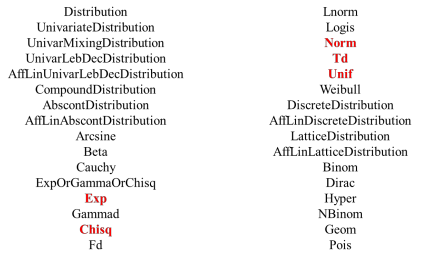 Distribution
UnivariateDistribution
UnivarMixingDistribution
UnivarLebDecDistribution
AffLinUnivarLebDecDistribution
CompoundDistribution
AbscontDistribution
AffLinAbscontDistribution
Arcsine
Beta
Cauchy
ExpOrGammaOrChisq
Exp
Gammad
Chisq
Fd
Lnorm
Logis
Norm
Td
Unif
Weibull
DiscreteDistribution
AffLinDiscreteDistribution
LatticeDistribution
AffLinLatticeDistribution
Binom
Dirac
Hyper
NBinom
Geom
Pois